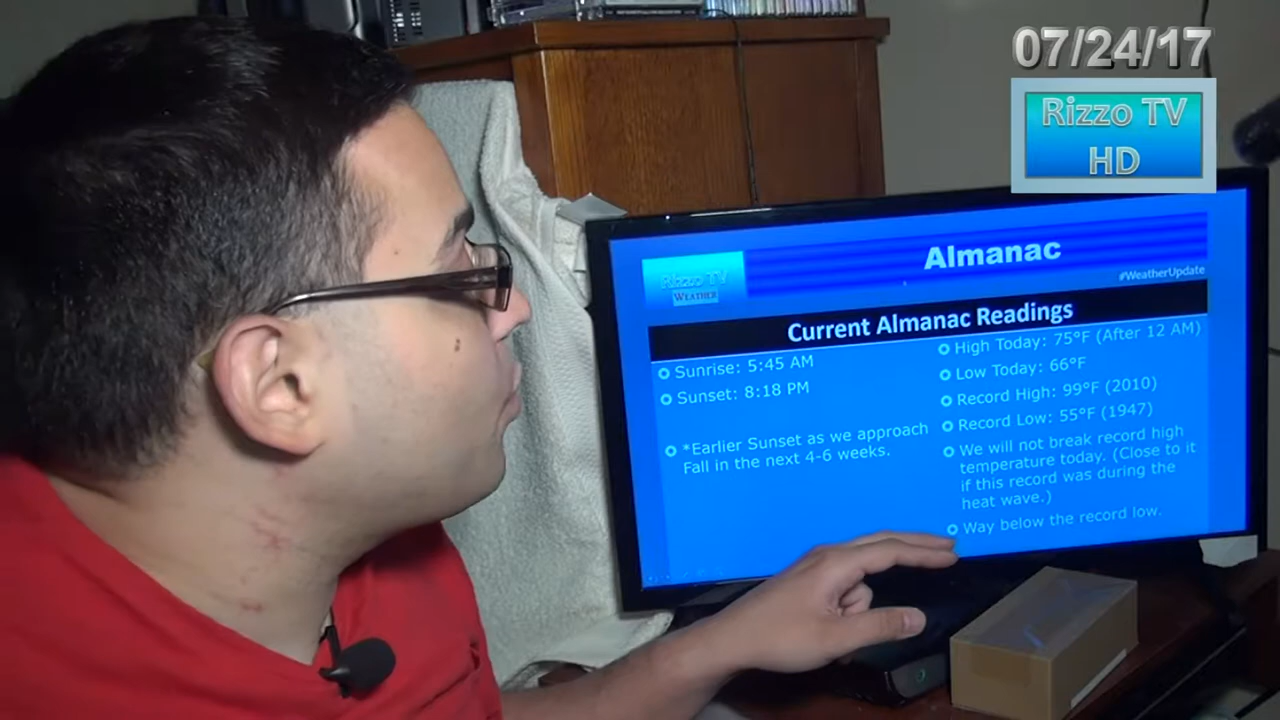 07/24/17
Rizzo TV
HD
Rizzo TV
WEATHER
Almanac
#WeatherUpdate
Current Almanac Readings
Sunrise: 5:45 AM
Sunset: 8:18 PM
*Earlier Sunset as we approach
Fall in the next 4-6 weeks.
High Today: 75°F (After 12 AM)
Low Today: 66°F
Record High: 99°F (2010)
Record Low: 55°F (1947)
We will not break record high
temperature today. (Close to it
if this record was during the
heat wave.)
Way below the record low.